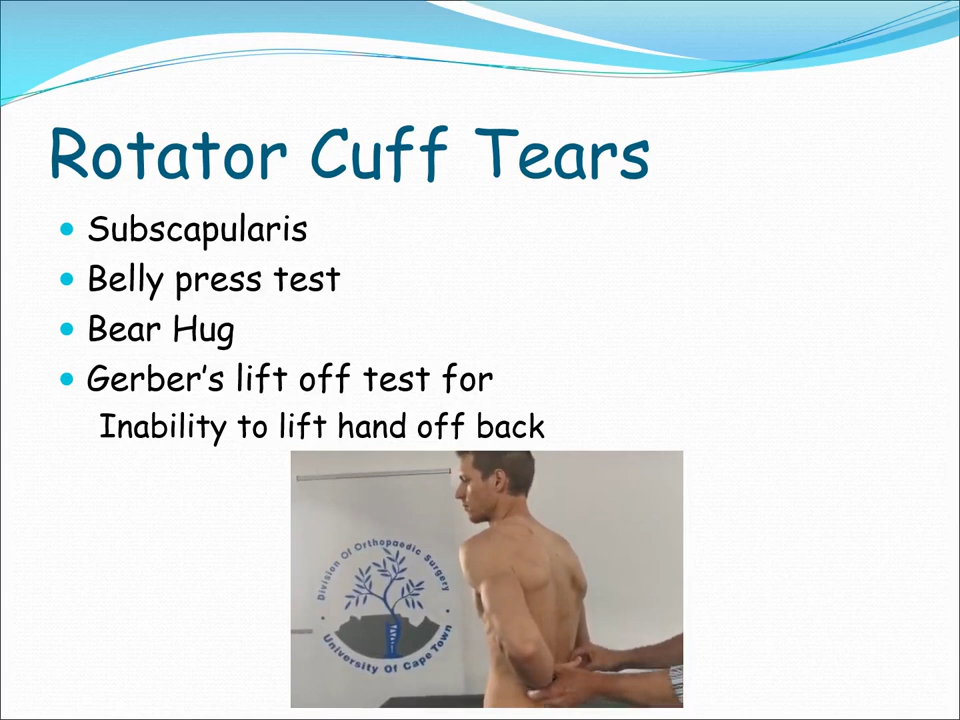 Rotator Cuff Tears
Subscapularis
Belly press test
Bear Hug
Gerber’s lift off test for
Inability to lift hand off back
Division Of Orthopaedic Surgery
University Of Cape Town